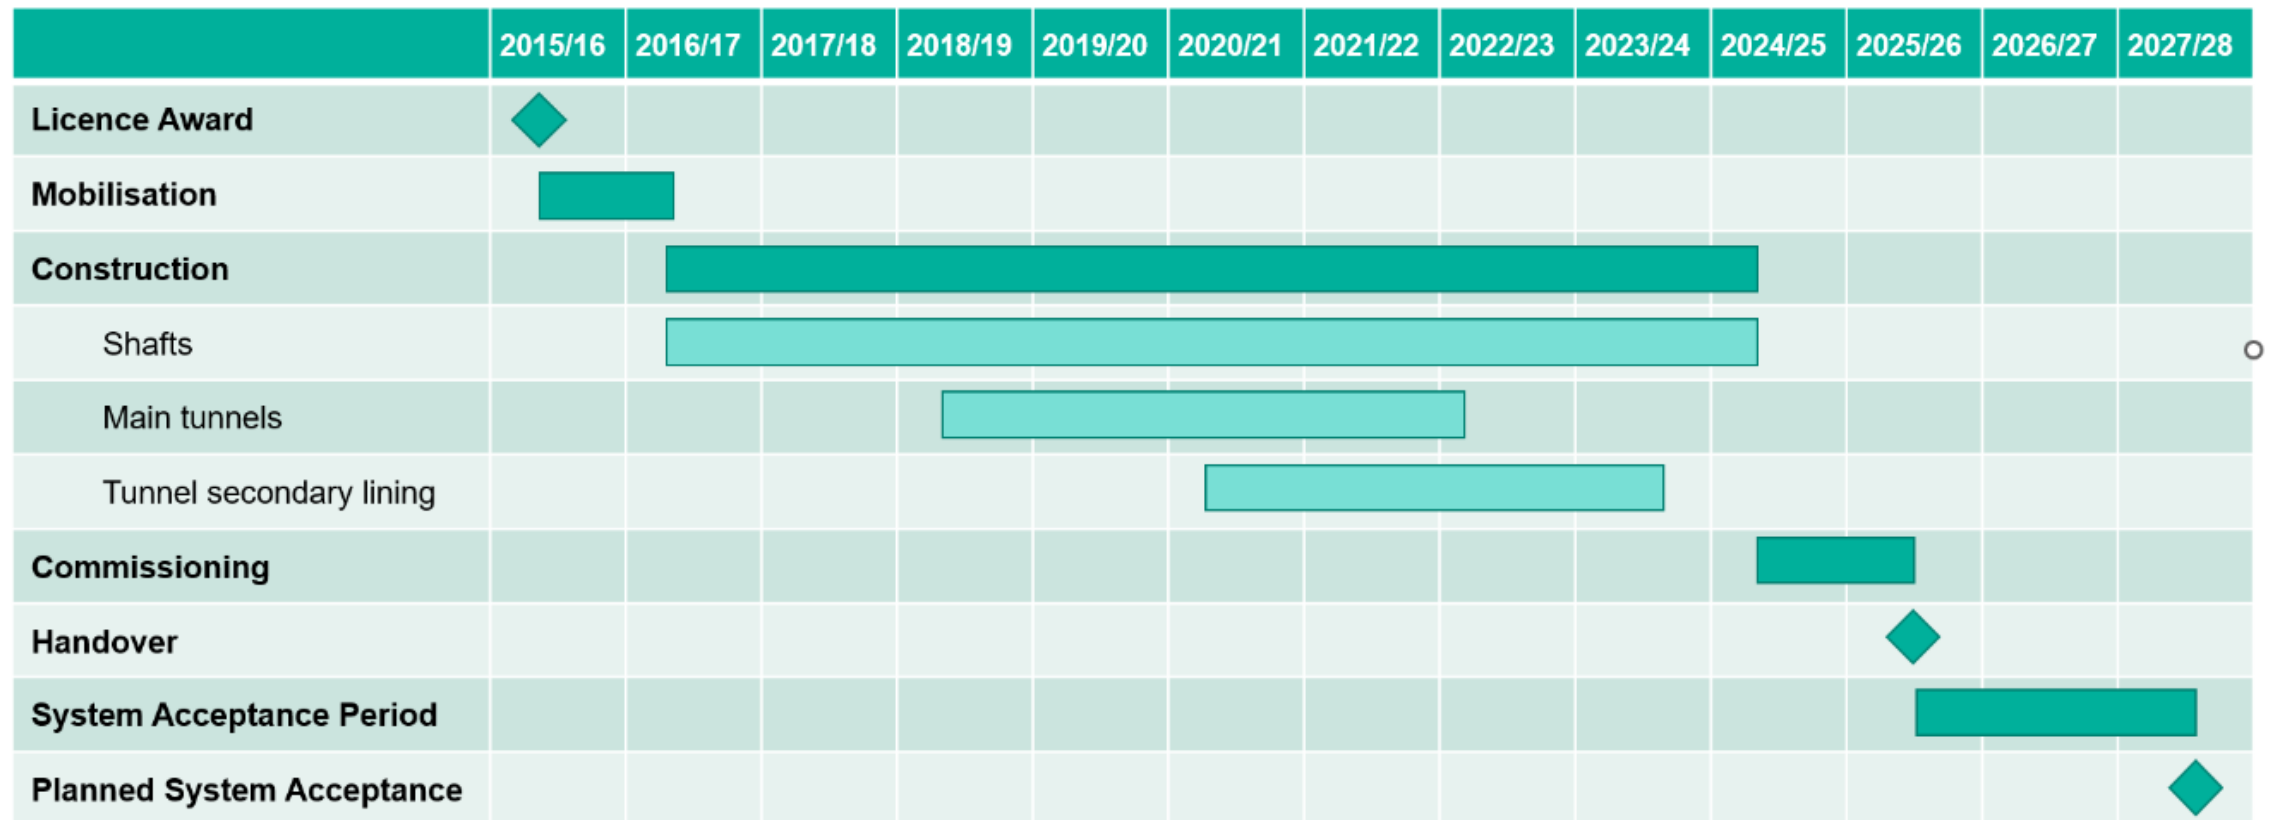 2015/16 2016/17 2017/18 2018/19 2019/20 2020/21 2021/22 2022/23 2023/24 2024/25 2025/26 2026/27 2027/28
Licence Award
Mobilisation
Construction
Shafts
Main tunnels
Tunnel secondary lining
Commissioning
Handover
System Acceptance Period
Planned System Acceptance